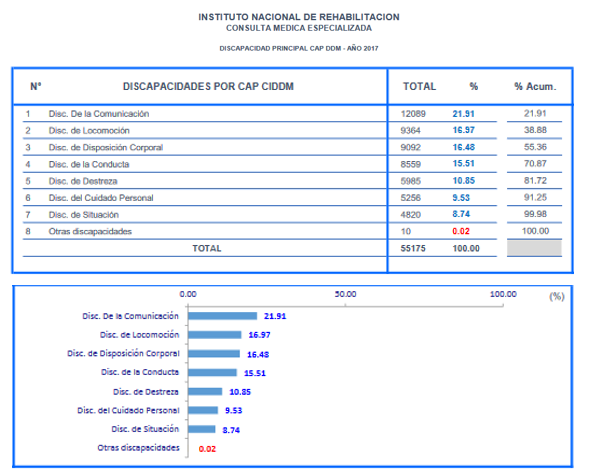 INSTITUTO NACIONAL DE REHABILITACION
CONSULTA MEDICA ESPECIALIZADA
DISCAPACIDAD PRINCIPAL CAP DDM - AÑO 2017
N° DISCAPACIDADES POR CAP CIDDM TOTAL % % Acum.
1 Disc. De la Comunicación 12089 21.91 21.91
2 Disc. de Locomoción 9364 16.97 38.88
3 Disc. de Disposición Corporal 9092 16.48 55.36
4 Disc. de la Conducta 8559 15.51 70.87
5 Disc. de Destreza 5985 10.85 81.72
6 Disc. del Cuidado Personal 5256 9.53 91.25
7 Disc. de Situación 4820 8.74 99.98
8 Otras discapacidades 10 0.02 100.00
TOTAL 55175 100.00
0.00 50.00 100.00 (%)
Disc. De la Comunicación 21.91
Disc. de Locomoción 16.97
Disc. de Disposición Corporal 16.48
Disc. de la Conducta 15.51
Disc. de Destreza 10.85
Disc. del Cuidado Personal 9.53
Disc. de Situación 8.74
Otras discapacidades 0.02